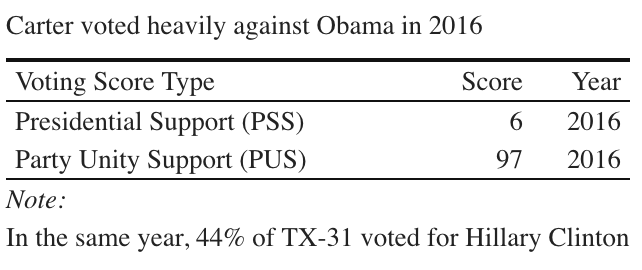 Carter voted heavily against Obama in 2016
Voting Score Type Score Year
Presidential Support (PSS) 6 2016
Party Unity Support (PUS) 97 2016
Note:
In the same year, 44% of TX-31 voted for Hillary Clinton